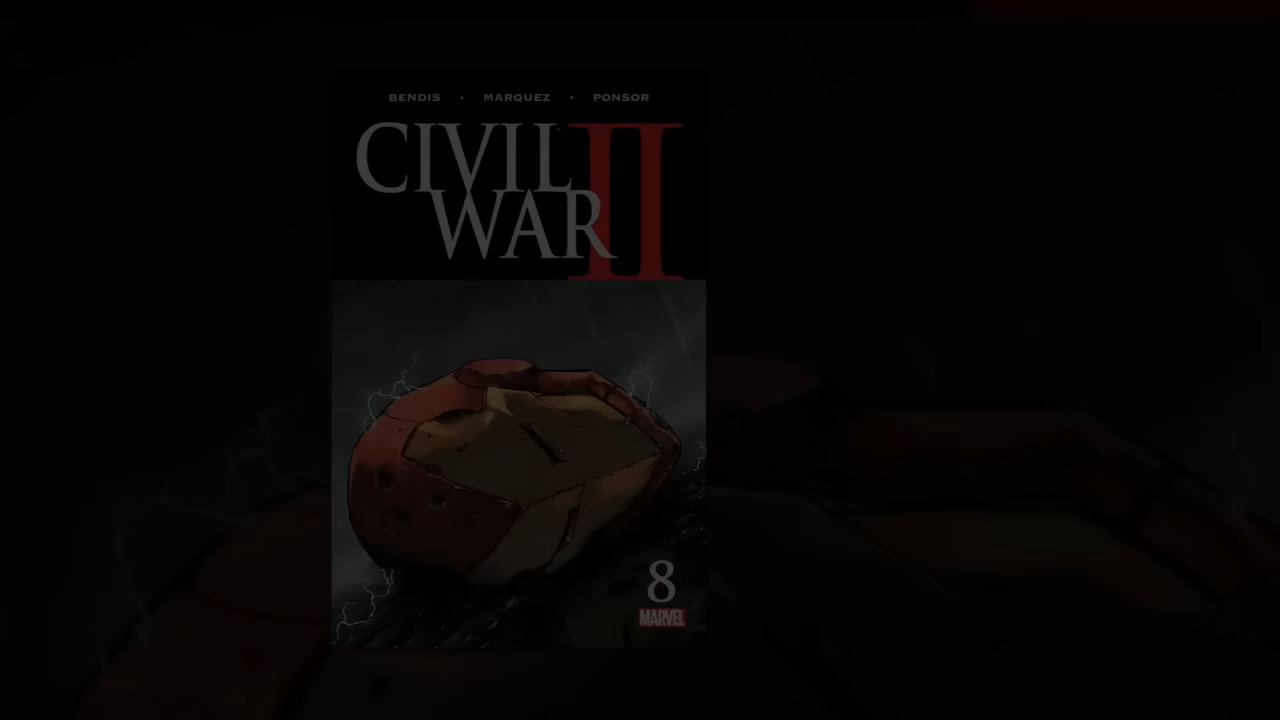 BENDIS • MARQUEZ • PONSOR
CIVIL
WAR II
8
MARVEL